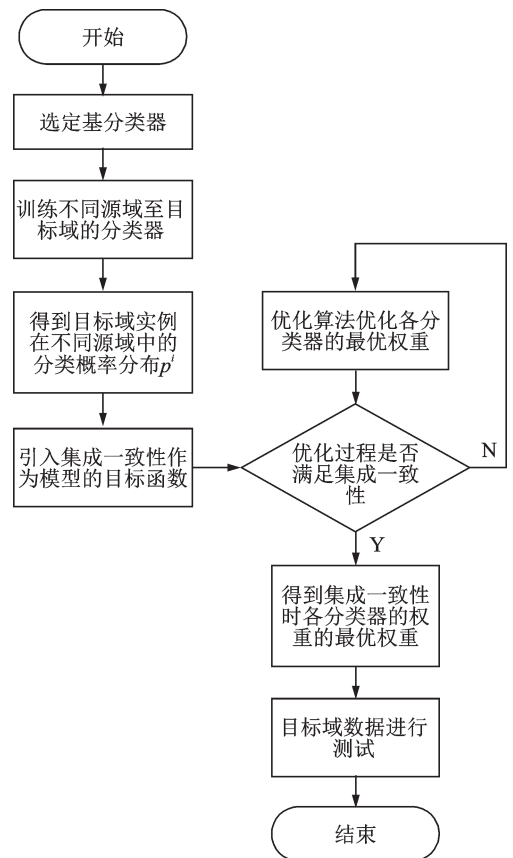 开始
选定基分类器
训练不同源域至目
标域的分类器
得到目标域实例
在不同源域中的
分类概率分布pⁱ
引入集成一致性作
为模型的目标函数
优化算法优化各分
类器的最优权重
优化过程是否
满足集成一致
性
N
Y
得到集成一致性
时各分类器的权
重的最优权重
目标域数据进行
测试
结束